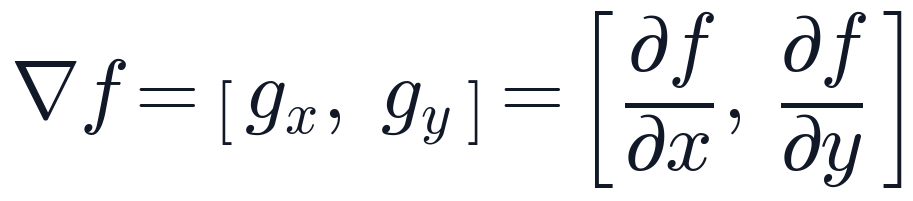 ∇f = [ g_x, g_y ] = [ ∂f/∂x, ∂f/∂y ]